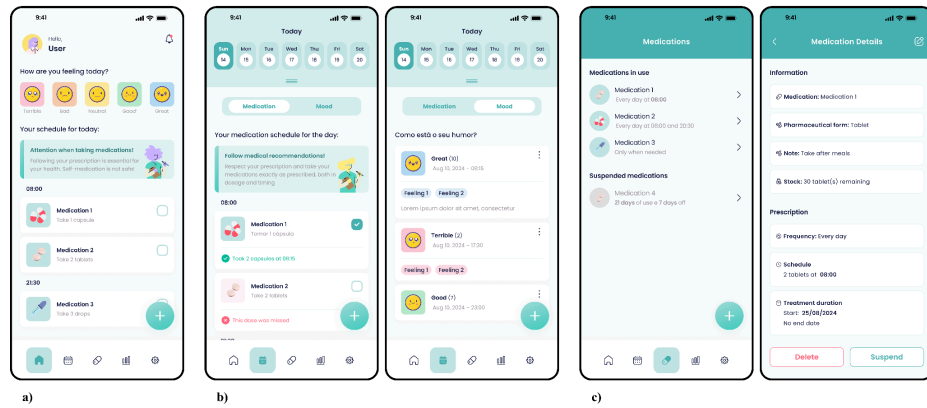 9:41
Hello,
User
How are you feeling today?
Terrible
Bad
Neutral
Good
Great
Your schedule for today:
Attention when taking medications!
Following your prescription is essential for
your health, Self-medication is not safe!
08:00
Medication 1
Take 1 capsule
Medication 2
Take 2 tablets
21:30
Medication 3
Take 3 drops
+
a)
9:41
Today
Sun Mon Tue Wed Thu Fri Sat
14 15 16 17 18 19 20
Medication Mood
Your medication schedule for the day:
Follow medical recommendations!
Respect your prescription and take your
medications exactly as prescribed, both in
dosage and timing
08:00
Medication 1
Tomar 1 cápsula
Took 2 capsules at 08:15
Medication 2
Take 2 tablets
This dose was missed
+
b)
9:41
Today
Sun Mon Tue Wed Thu Fri Sat
14 15 16 17 18 19 20
Medication Mood
Como está o seu humor?
Great (10)
Aug 10, 2024 - 08:15
Feeling 1 Feeling 2
Lorem ipsum dolor sit amet, consectetur
Terrible (2)
Aug 10, 2024 - 17:30
Feeling 1 Feeling 2
Good (7)
Aug 10, 2024 - 23:00
+
9:41
Medications
Medications in use
Medication 1
Every day at 08:00
Medication 2
Every day at 08:00 and 20:30
Medication 3
Only when needed
Suspended medications
Medication 4
21 days of use e 7 days off
+
c)
9:41
Medication Details
Information
Medication: Medication 1
Pharmaceutical form: Tablet
Note: Take after meals
Stock: 30 tablet(s) remaining
Prescription
Frequency: Every day
Schedule
2 tablets at 08:00
Treatment duration
Start: 25/08/2024
No end date
Delete
Suspend